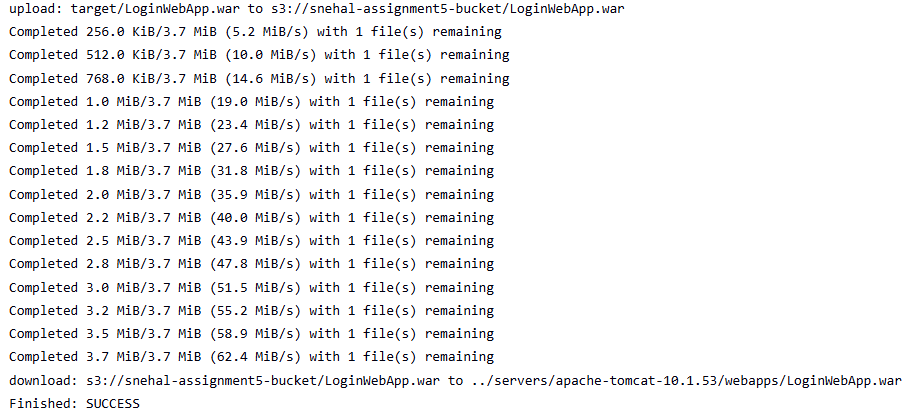 upload: target/LoginWebApp.war to s3://snehal-assignment5-bucket/LoginWebApp.war
Completed 256.0 KiB/3.7 MiB (5.2 MiB/s) with 1 file(s) remaining
Completed 512.0 KiB/3.7 MiB (10.0 MiB/s) with 1 file(s) remaining
Completed 768.0 KiB/3.7 MiB (14.6 MiB/s) with 1 file(s) remaining
Completed 1.0 MiB/3.7 MiB (19.0 MiB/s) with 1 file(s) remaining
Completed 1.2 MiB/3.7 MiB (23.4 MiB/s) with 1 file(s) remaining
Completed 1.5 MiB/3.7 MiB (27.6 MiB/s) with 1 file(s) remaining
Completed 1.8 MiB/3.7 MiB (31.8 MiB/s) with 1 file(s) remaining
Completed 2.0 MiB/3.7 MiB (35.9 MiB/s) with 1 file(s) remaining
Completed 2.2 MiB/3.7 MiB (40.0 MiB/s) with 1 file(s) remaining
Completed 2.5 MiB/3.7 MiB (43.9 MiB/s) with 1 file(s) remaining
Completed 2.8 MiB/3.7 MiB (47.8 MiB/s) with 1 file(s) remaining
Completed 3.0 MiB/3.7 MiB (51.5 MiB/s) with 1 file(s) remaining
Completed 3.2 MiB/3.7 MiB (55.2 MiB/s) with 1 file(s) remaining
Completed 3.5 MiB/3.7 MiB (58.9 MiB/s) with 1 file(s) remaining
Completed 3.7 MiB/3.7 MiB (62.4 MiB/s) with 1 file(s) remaining
download: s3://snehal-assignment5-bucket/LoginWebApp.war to ../servers/apache-tomcat-10.1.53/webapps/LoginWebApp.war
Finished: SUCCESS